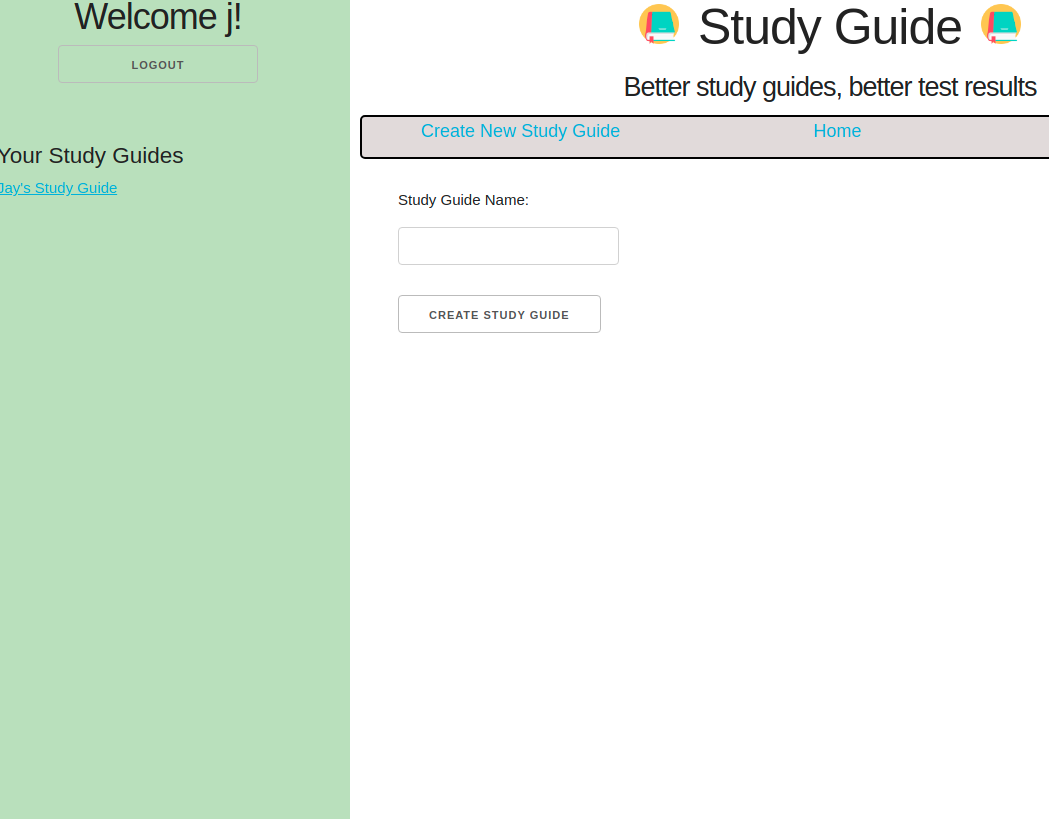 Welcome j!
LOGOUT
Your Study Guides
Jay's Study Guide
Study Guide
Better study guides, better test results
Create New Study Guide
Home
Study Guide Name:
CREATE STUDY GUIDE